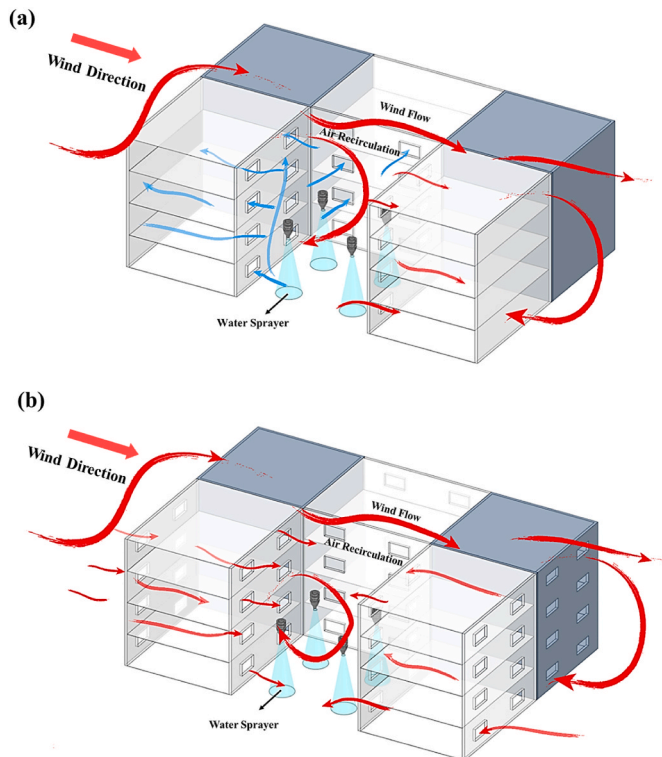 (a)
Wind Direction
Wind Flow
Air Recirculation
Water Sprayer
(b)
Wind Direction
Wind Flow
Air Recirculation
Water Sprayer